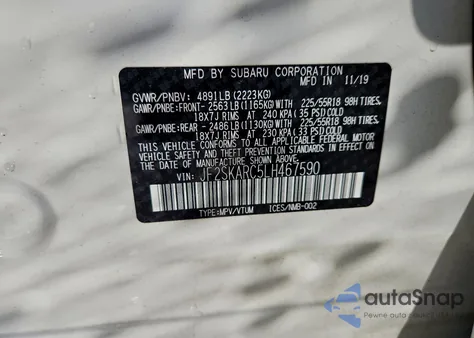 MFD BY SUBARU CORPORATION 11/19
GVWR/PNBV: 4891LB (2223KG)
GAWR/PNBE:FRONT- 2563LB(1165KG)WITH 225/55R18 98H TIRES,
18X7J RIMS, AT 240 KPA( 35 PSI)COLD
GAWR/PNBE:REAR - 2486LB(1130KG)WITH 225/55R18 98H TIRES,
18X7J RIMS, AT 230 KPA( 33 PSI)COLD
THIS VEHICLE CONFORMS TO ALL APPLICABLE FEDERAL MOTOR
VEHICLE SAFETY, BUMPER, AND THEFT PREVENTION STANDARDS IN EFFECT ON
THE DATE OF MANUFACTURE SHOWN ABOVE.
VIN: JF2SKARC5LH467590
TYPE:MPV/VTUM ICES/NMB-002
autoSnap
Pewne auto z USA